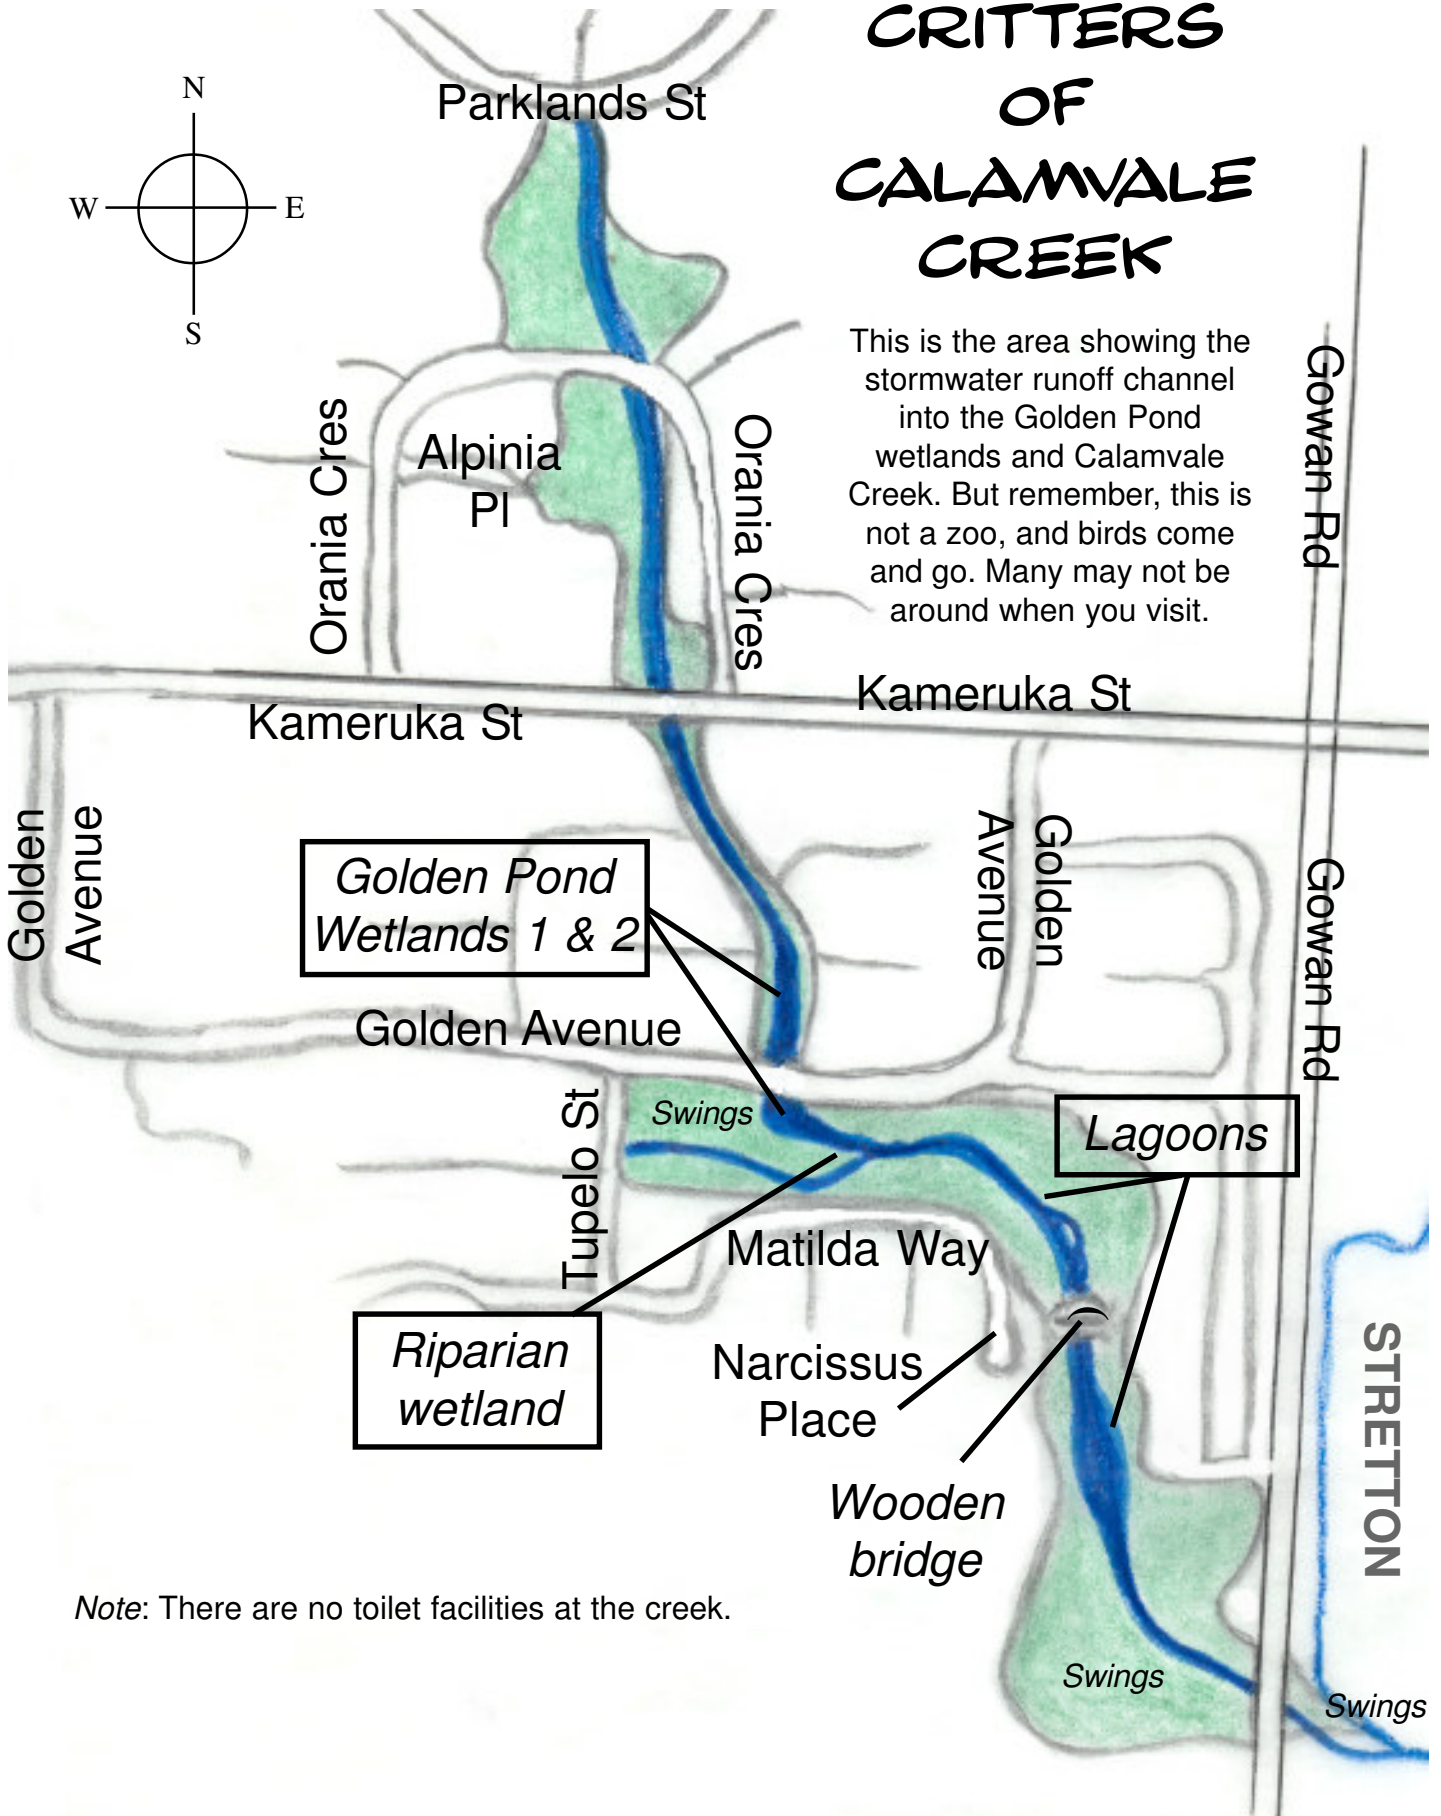 CRITTERS
OF
CALAMVALE
CREEK
N
W
E
S
Parklands St
This is the area showing the
stormwater runoff channel
into the Golden Pond
wetlands and Calamvale
Creek. But remember, this is
not a zoo, and birds come
and go. Many may not be
around when you visit.
Gowan Rd
Orania Cres
Alpinia
Pl
Orania Cres
Kameruka St
Kameruka St
Golden
Avenue
Golden Pond
Wetlands 1 & 2
Golden
Avenue
Gowan Rd
Golden Avenue
Swings
Tupelo St
Lagoons
Matilda Way
Riparian
wetland
Narcissus
Place
Wooden
bridge
STRETTON
Note: There are no toilet facilities at the creek.
Swings
Swings